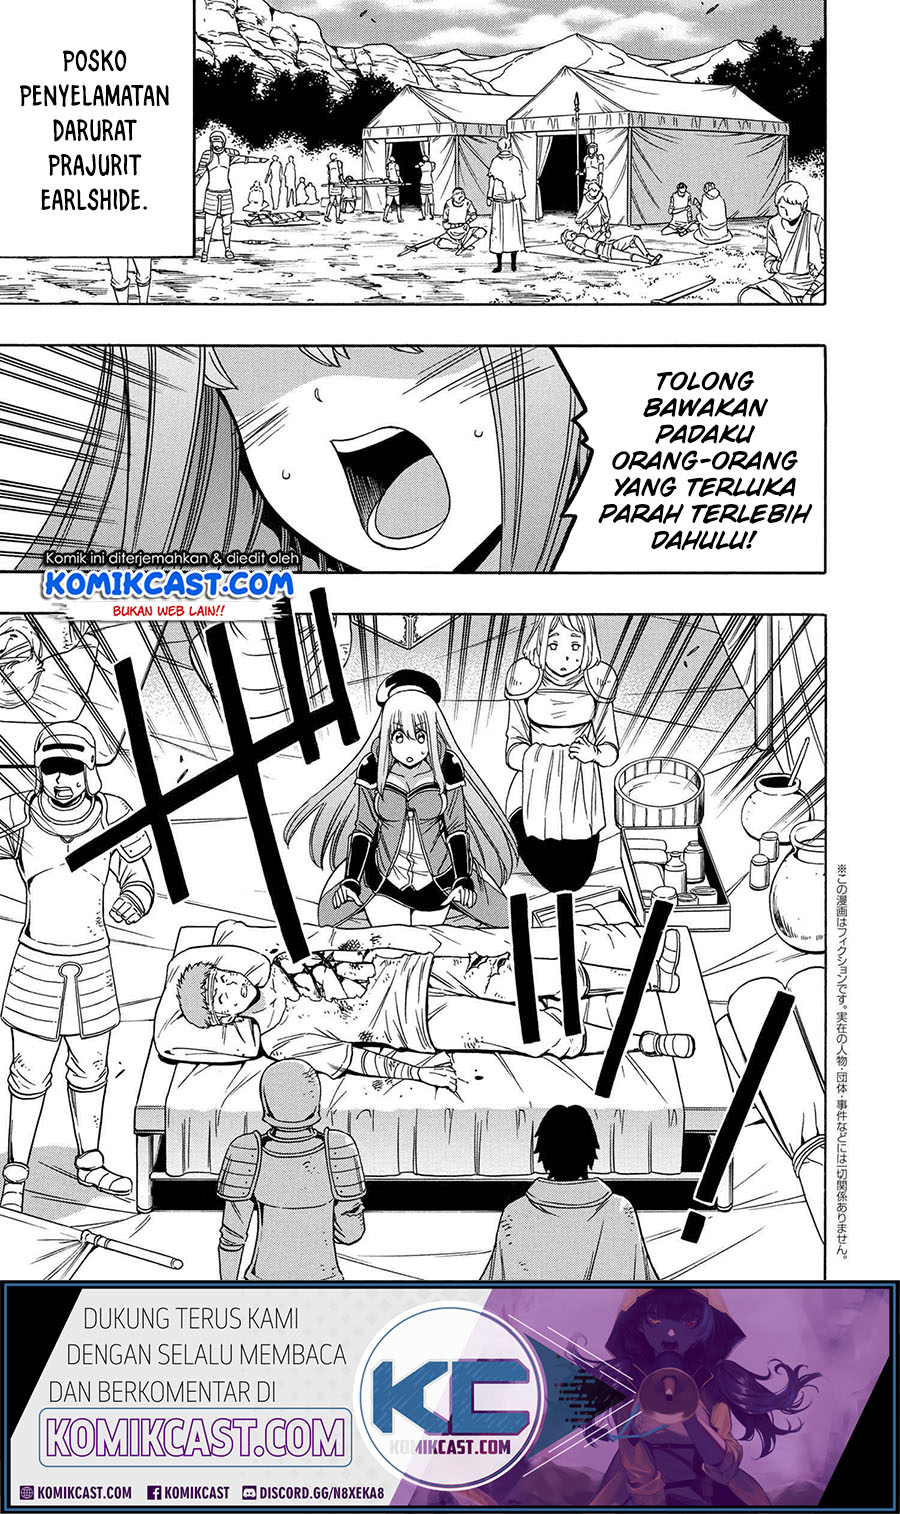 POSKO
PENYELAMATAN
DARURAT
PRAJURIT
EARLSHIDE.
TOLONG
BAWAKAN
PADAKU
ORANG-ORANG
YANG TERLUKA
PARAH TERLEBIH
DAHULU!
Komik ini diterjemahkan & diedit oleh
KOMIKCAST.COM
BUKAN WEB LAIN!!
※この漫画はフィクションです。実在の人物・団体・事件などには一切関係ありません。
DUKUNG TERUS KAMI
DENGAN SELALU MEMBACA
DAN BERKOMENTAR DI
KOMIKCAST.COM
KC
KOMIKCAST.COM
KOMIKCAST.COM
KOMIKCAST
DISCORD.GG/N8XEKA8